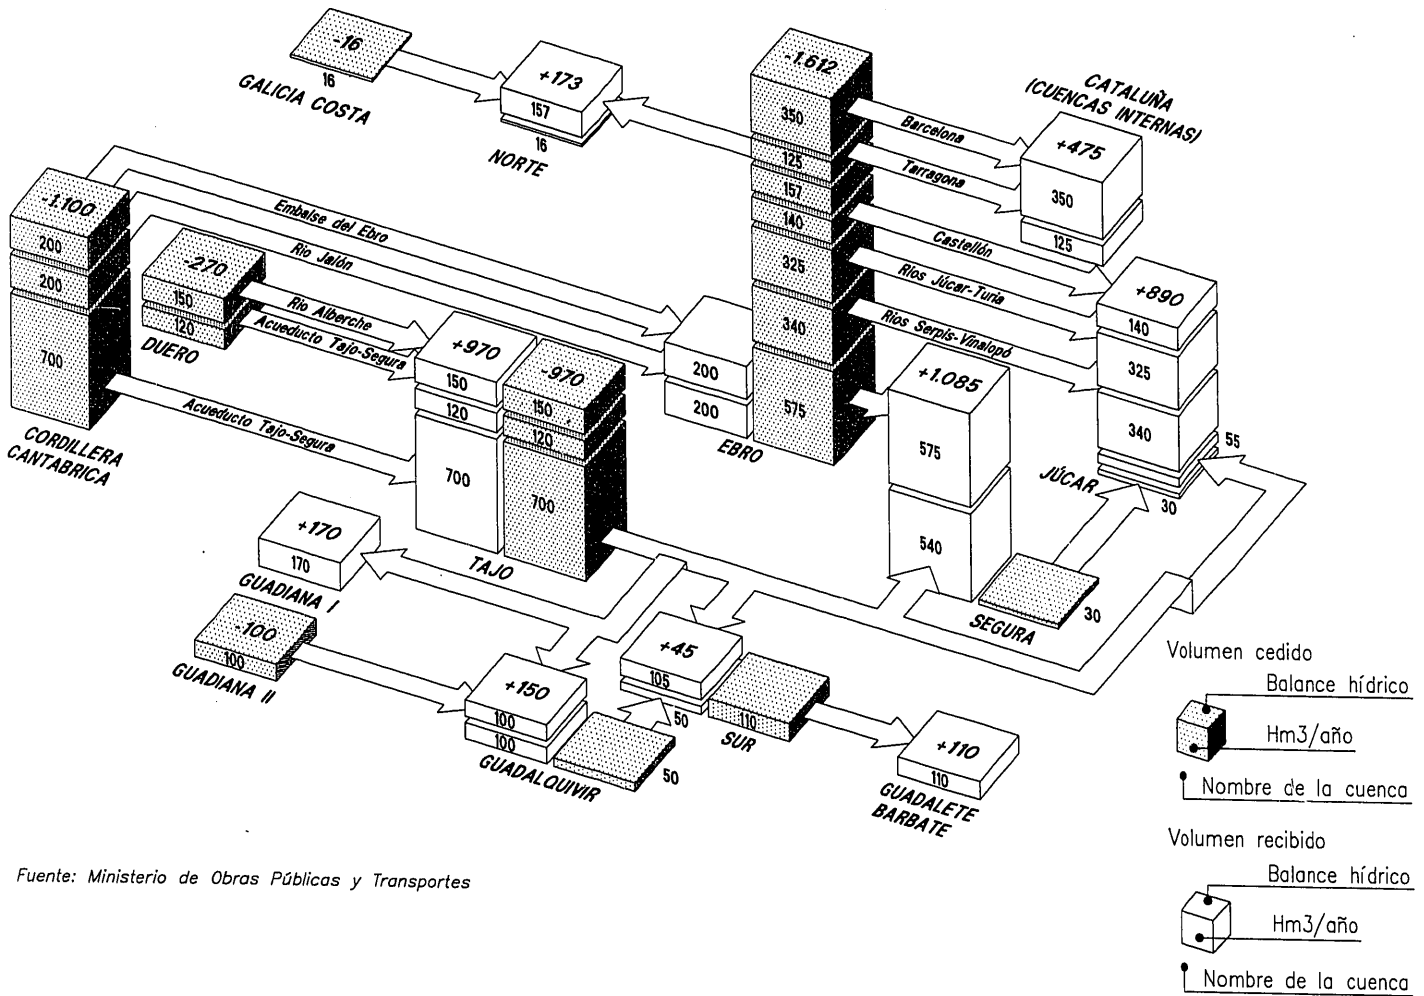 -16
16
GALICIA COSTA
+173
157
16
NORTE
-1.612
350
125
157
140
325
340
575
EBRO
200
200
Barcelona
Tarragona
Castellón
Ríos Júcar-Turia
Ríos Serpis-Vinalopó
CATALUÑA
(CUENCAS INTERNAS)
+475
350
125
-1.100
200
200
700
CORDILLERA
CANTABRICA
Embalse del Ebro
Rio Jalón
-270
150
120
DUERO
Rio Alberche
Acueducto Tajo-Segura
Acueducto Tajo-Segura
+970
150
120
700
-970
150
120
700
TAJO
+890
140
325
340
55
30
JÚCAR
+1.085
575
540
30
SEGURA
+170
170
GUADIANA I
-100
100
GUADIANA II
+150
100
100
50
GUADALQUIVIR
+45
105
50
110
SUR
+110
110
GUADALETE
BARBATE
Volumen cedido
Balance hídrico
Hm3/año
Nombre de la cuenca
Volumen recibido
Balance hídrico
Hm3/año
Nombre de la cuenca
Fuente: Ministerio de Obras Públicas y Transportes